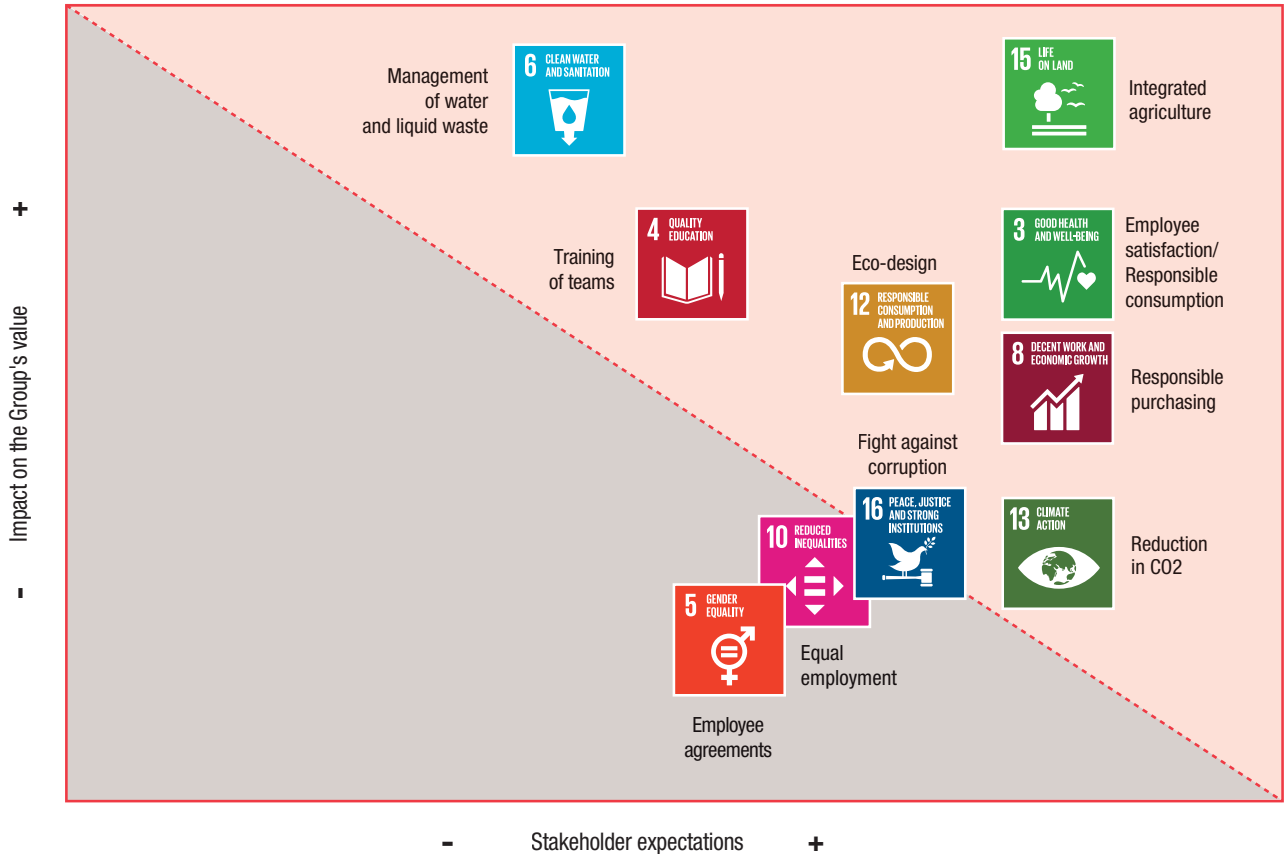 6 CLEAN WATER
AND SANITATION
Management
of water
and liquid waste
15 LIFE
ON LAND
Integrated
agriculture
4 QUALITY
EDUCATION
Training
of teams
Eco-design
12 RESPONSIBLE
CONSUMPTION
AND PRODUCTION
3 GOOD HEALTH
AND WELL-BEING
Employee
satisfaction/
Responsible
consumption
8 DECENT WORK AND
ECONOMIC GROWTH
Responsible
purchasing
Fight against
corruption
16 PEACE, JUSTICE
AND STRONG
INSTITUTIONS
13 CLIMATE
ACTION
Reduction
in CO2
10 REDUCED
INEQUALITIES
Equal
employment
5 GENDER
EQUALITY
Employee
agreements
- Impact on the Group's value +
- Stakeholder expectations +